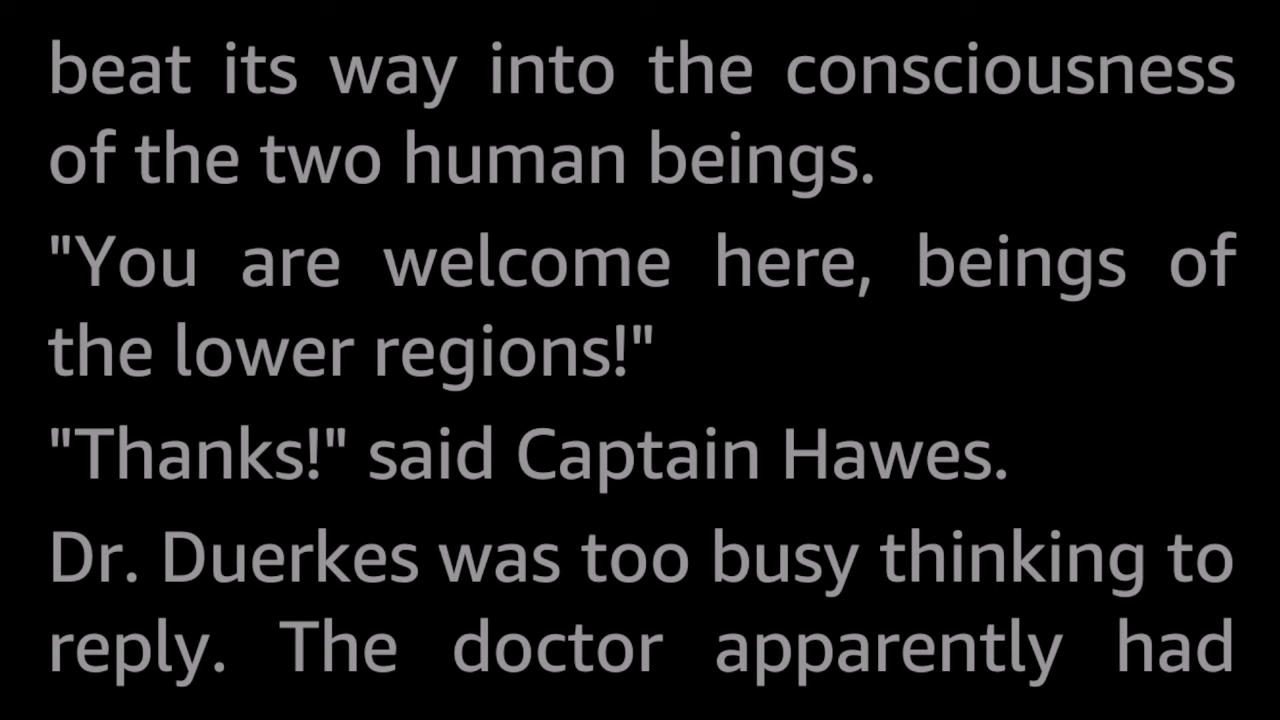 beat its way into the consciousness
of the two human beings.
"You are welcome here, beings of
the lower regions!"
"Thanks!" said Captain Hawes.
Dr. Duerkes was too busy thinking to
reply. The doctor apparently had